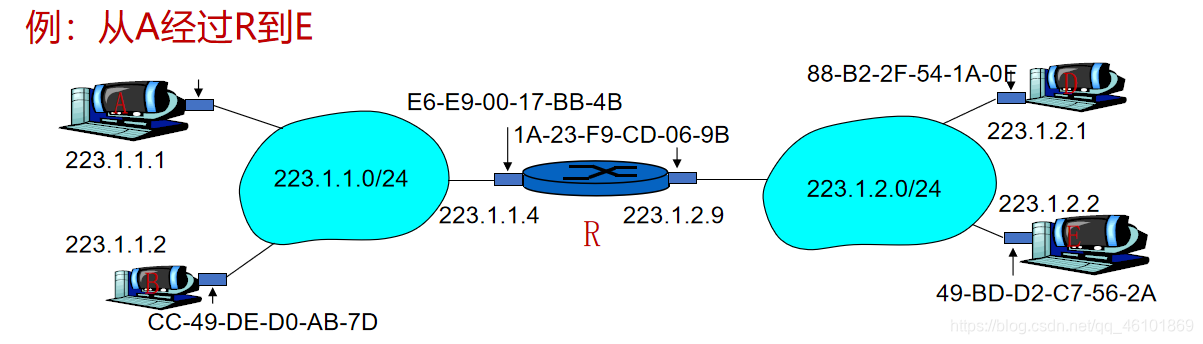 例：从A经过R到E
A
223.1.1.1
223.1.1.2
B
CC-49-DE-D0-AB-7D
223.1.1.0/24
E6-E9-00-17-BB-4B
1A-23-F9-CD-06-9B
223.1.1.4
223.1.2.9
R
223.1.2.0/24
88-B2-2F-54-1A-0F
D
223.1.2.1
223.1.2.2
E
49-BD-D2-C7-56-2A
https://blog.csdn.net/qq_46101869